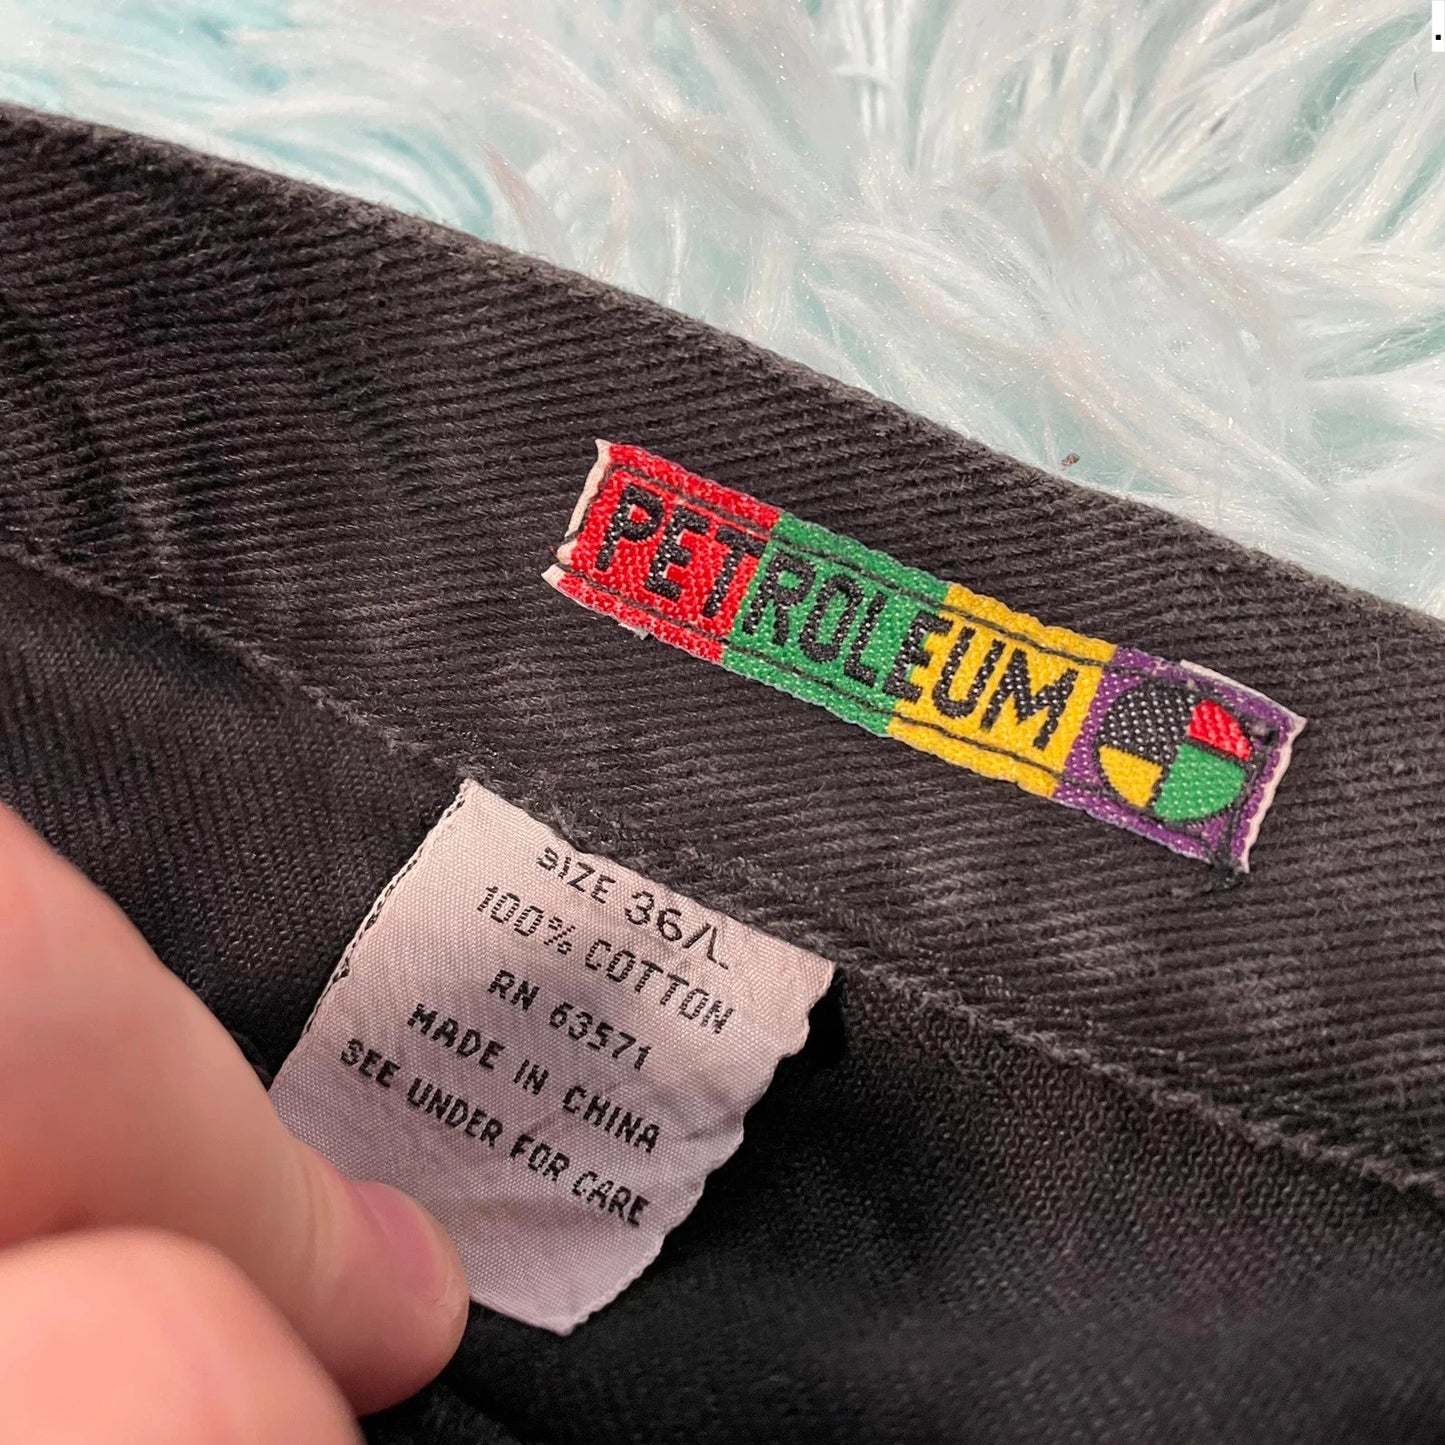 PETROLEUM
SIZE 36/L
100% COTTON
RN 63571
MADE IN CHINA
SEE UNDER FOR CARE